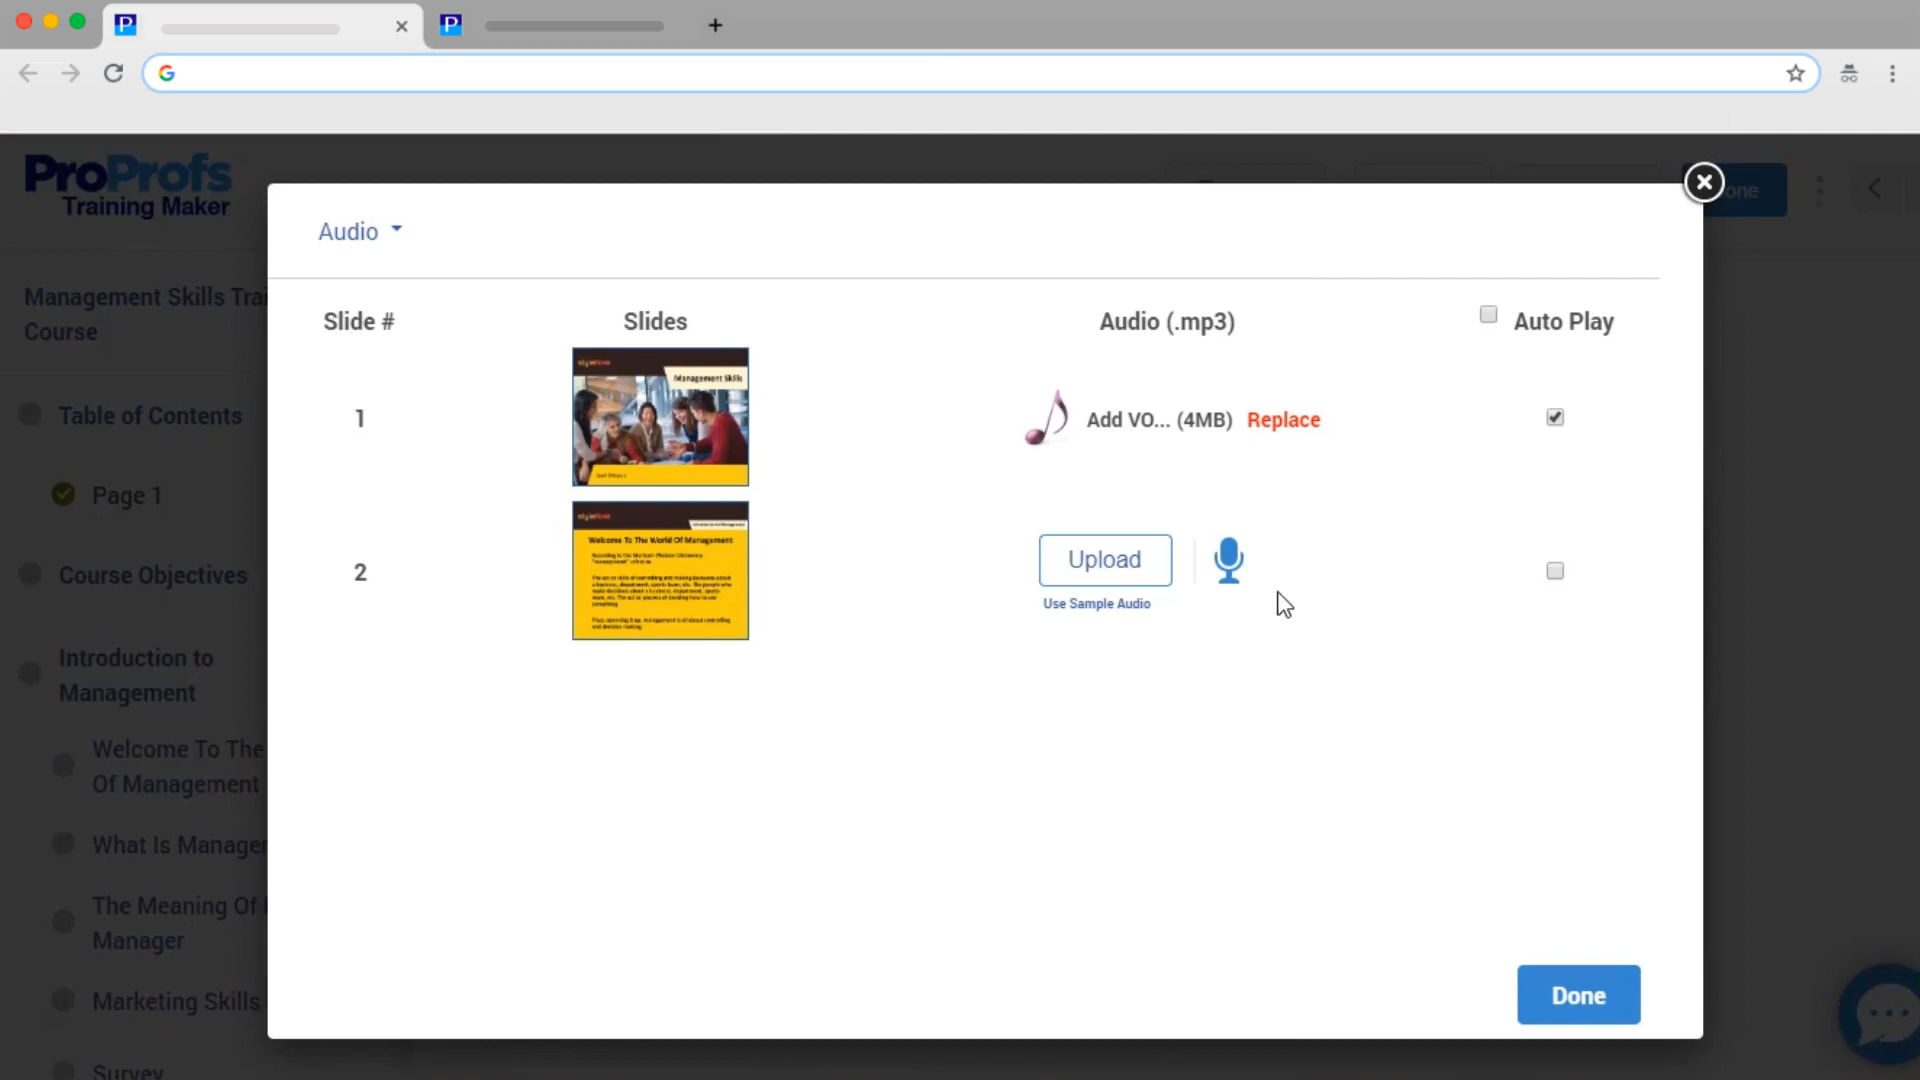 P
P
ProProfs
Training Maker
one
Audio
Management Skills Trai
Course
Slide #
Slides
Audio (.mp3)
Auto Play
Table of Contents
1
Management Skills
Add VO... (4MB) Replace
Page 1
Welcome To The World Of Management
2
Upload
Use Sample Audio
Course Objectives
Introduction to
Management
Welcome To The
Of Management
What Is Manager
The Meaning Of
Manager
Marketing Skills
Done
Survey